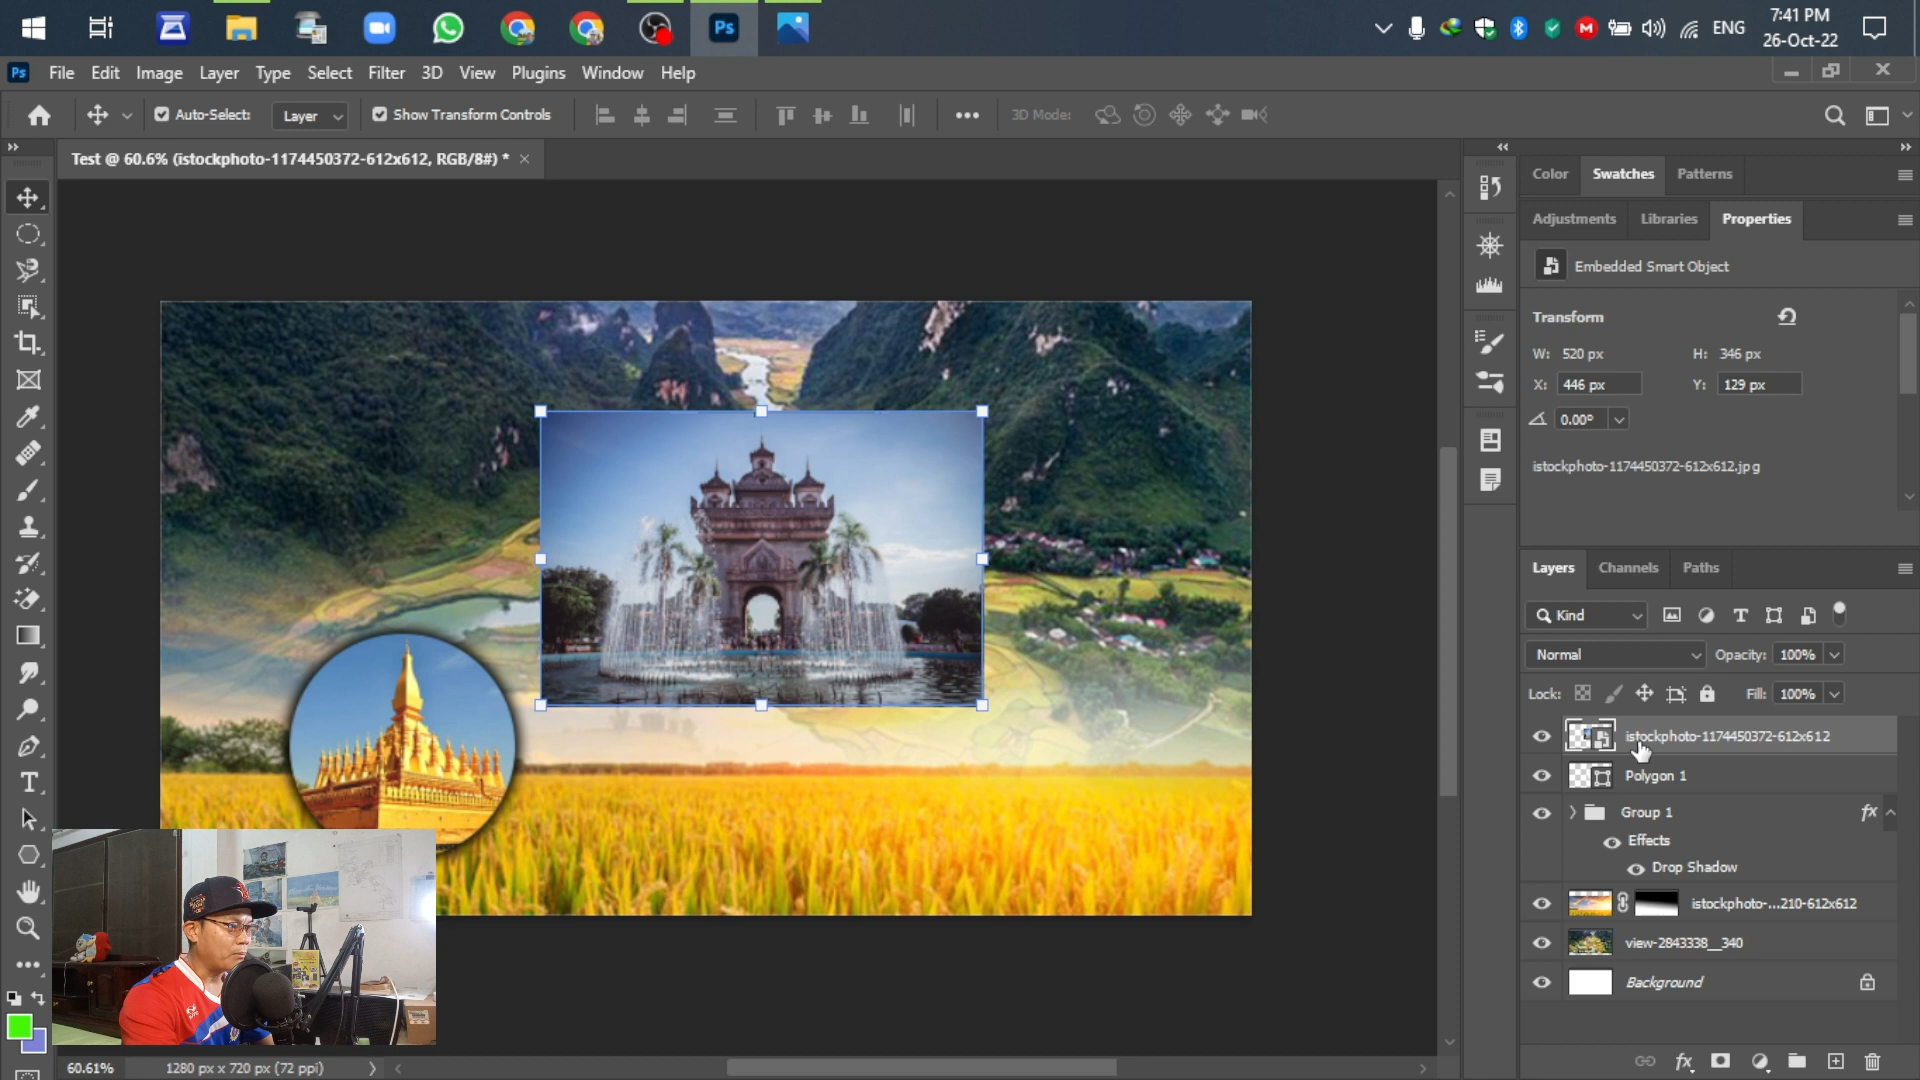 Ps
ENG
7:41 PM
26-Oct-22
Ps
File Edit Image Layer Type Select Filter 3D View Plugins Window Help
Auto-Select: Layer Show Transform Controls 3D Mode:
Test @ 60.6% (istockphoto-1174450372-612x612, RGB/8#) *
Color Swatches Patterns
Adjustments Libraries Properties
Embedded Smart Object
Transform
W: 520 px H: 346 px
X: 446 px Y: 129 px
0.00°
istockphoto-1174450372-612x612.jpg
Layers Channels Paths
Kind
Normal Opacity: 100%
Lock: Fill: 100%
istockphoto-1174450372-612x612
Polygon 1
Group 1 fx
Effects
Drop Shadow
istockphoto-...210-612x612
view-2843338__340
Background
60.61% 1280 px x 720 px (72 ppi)
fx